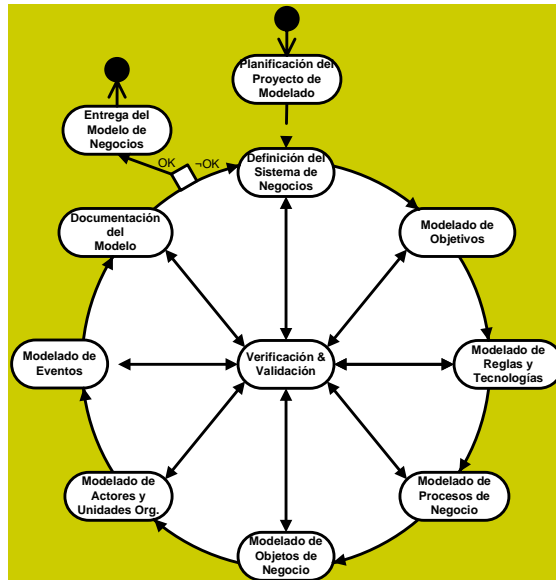 Planificación del
Proyecto de
Modelado
Entrega del
Modelo de
Negocios
OK
¬OK
Definición del
Sistema de
Negocios
Documentación
del
Modelo
Modelado de
Objetivos
Modelado de
Eventos
Verificación &
Validación
Modelado de
Reglas y
Tecnologías
Modelado de
Actores y
Unidades Org.
Modelado de
Procesos de
Negocio
Modelado de
Objetos de
Negocio